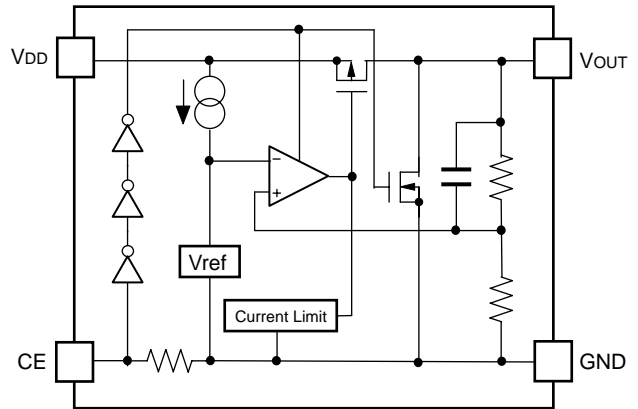 VDD
VOUT
−
+
Vref
Current Limit
CE
GND